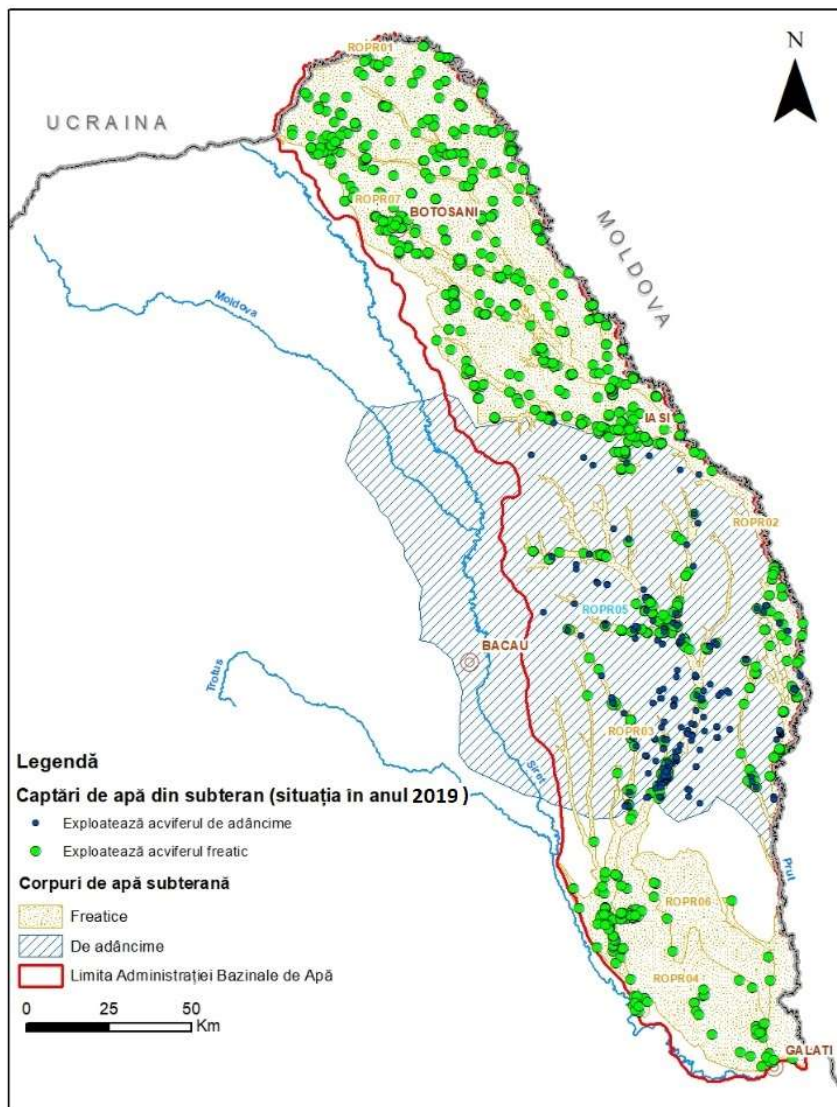 ROPR01
N
UCRAINA
ROPR07
BOTOSANI
MOLDOVA
Moldova
IASI
ROPR02
ROPR05
BACAU
Trotus
ROPR03
Siret
Legendă
Captări de apă din subteran (situația în anul 2019)
Exploatează acviferul de adâncime
Exploatează acviferul freatic
Corpuri de apă subterană
Freatice
De adâncime
Limita Administrației Bazinale de Apă
0 25 50
Km
Prut
ROPR06
ROPR04
GALATI